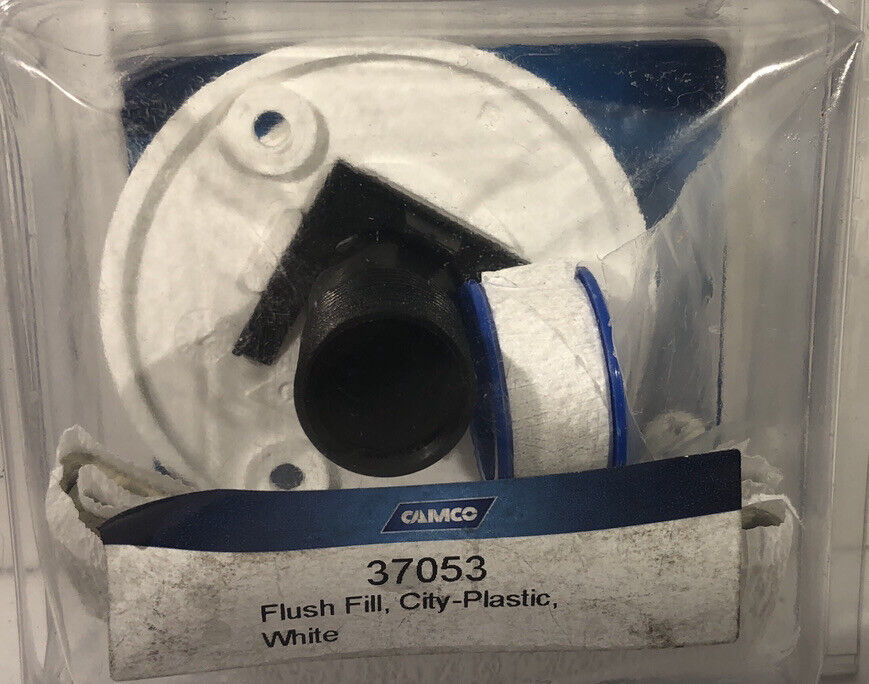 CAMCO
37053
Flush Fill, City-Plastic,
White